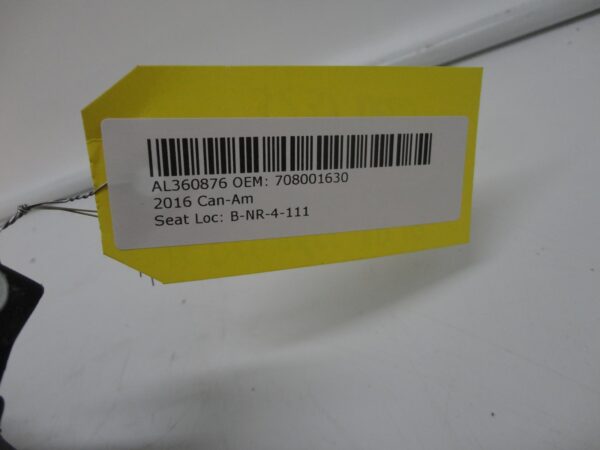 AL360876 OEM: 708001630
2016 Can-Am
Seat Loc: B-NR-4-111